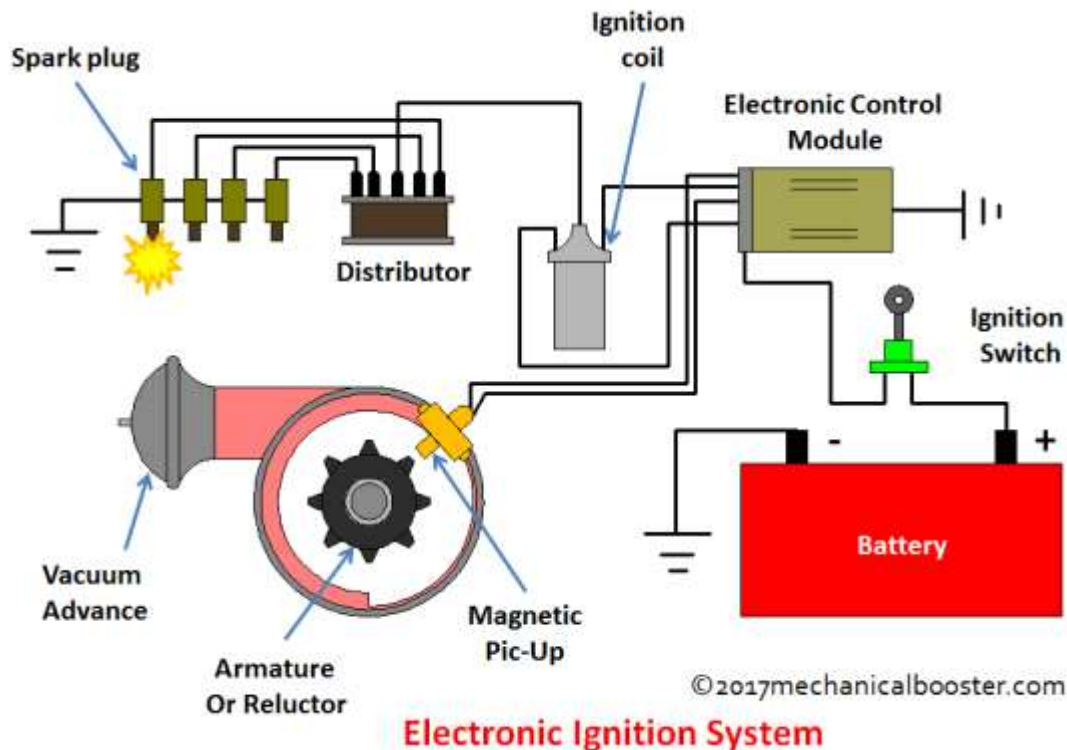 Ignition
coil
Spark plug
Electronic Control
Module
Distributor
Ignition
Switch
-
+
Battery
Vacuum
Advance
Magnetic
Pic-Up
Armature
Or Reluctor
©2017mechanicalbooster.com
Electronic Ignition System